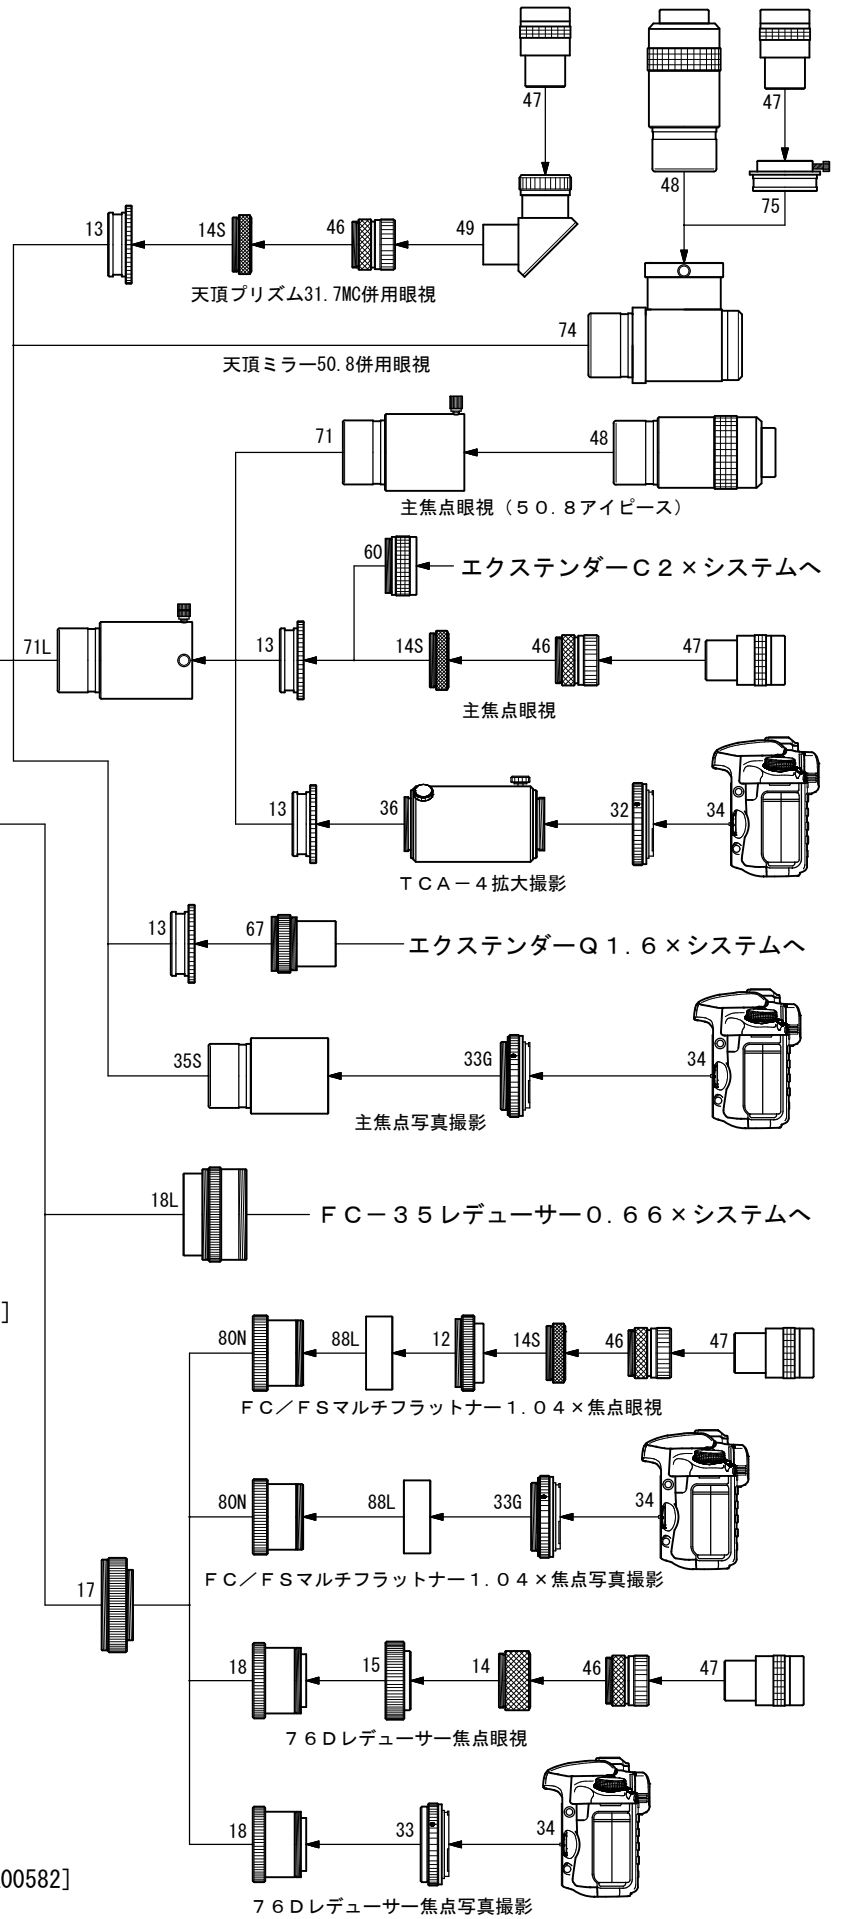 47
47
48
75
13
14S
46
49
天頂プリズム31.7MC併用眼視
74
天頂ミラー50.8併用眼視
71
48
主焦点眼視（５０．８アイピース）
60
エクステンダーＣ２×システムへ
71L
13
14S
46
47
主焦点眼視
13
36
32
34
ＴＣＡ－４拡大撮影
13
67
エクステンダーＱ１．６×システムへ
35S
33G
34
主焦点写真撮影
18L
ＦＣ－３５レデューサー０．６６×システムへ
]
80N
88L
12
14S
46
47
ＦＣ／ＦＳマルチフラットナー１．０４×焦点眼視
80N
88L
33G
34
ＦＣ／ＦＳマルチフラットナー１．０４×焦点写真撮影
17
18
15
14
46
47
７６Ｄレデューサー焦点眼視
18
33
34
00582]
７６Ｄレデューサー焦点写真撮影